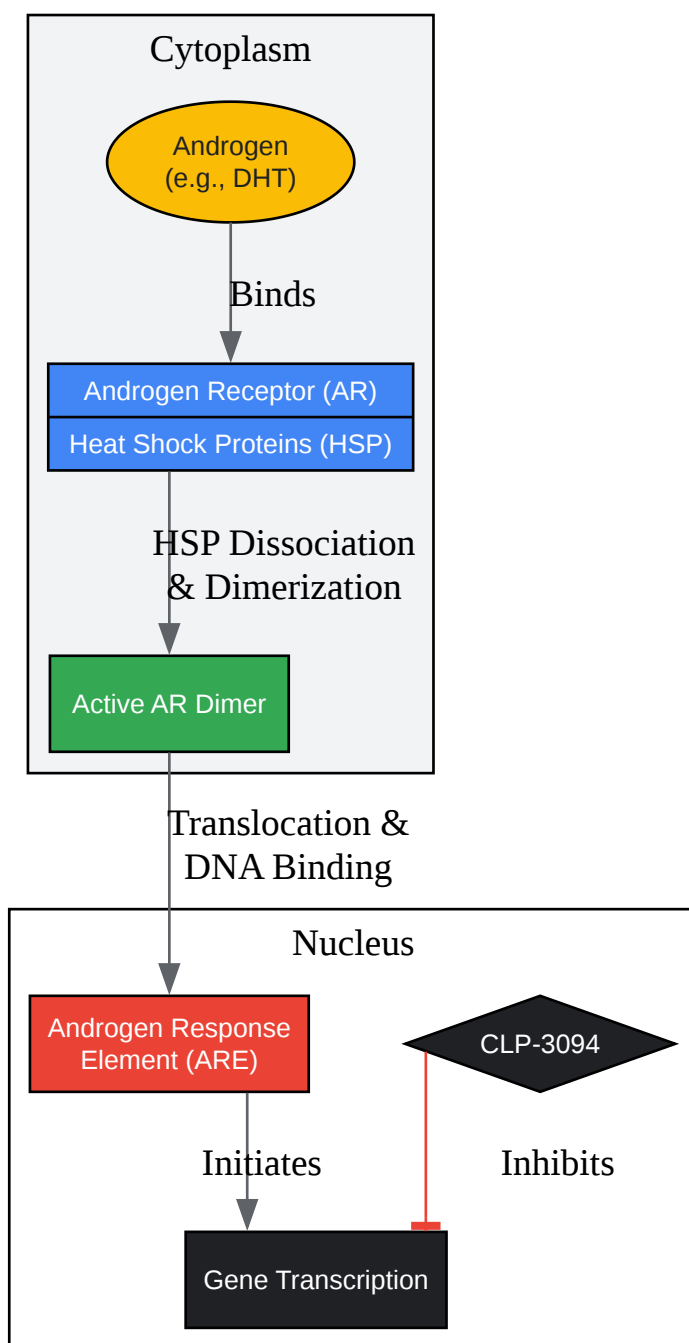 Cytoplasm
Androgen
(e.g., DHT)
Binds
Androgen Receptor (AR)
Heat Shock Proteins (HSP)
HSP Dissociation
& Dimerization
Active AR Dimer
Translocation &
DNA Binding
Nucleus
Androgen Response
Element (ARE)
CLP-3094
Initiates
Inhibits
Gene Transcription